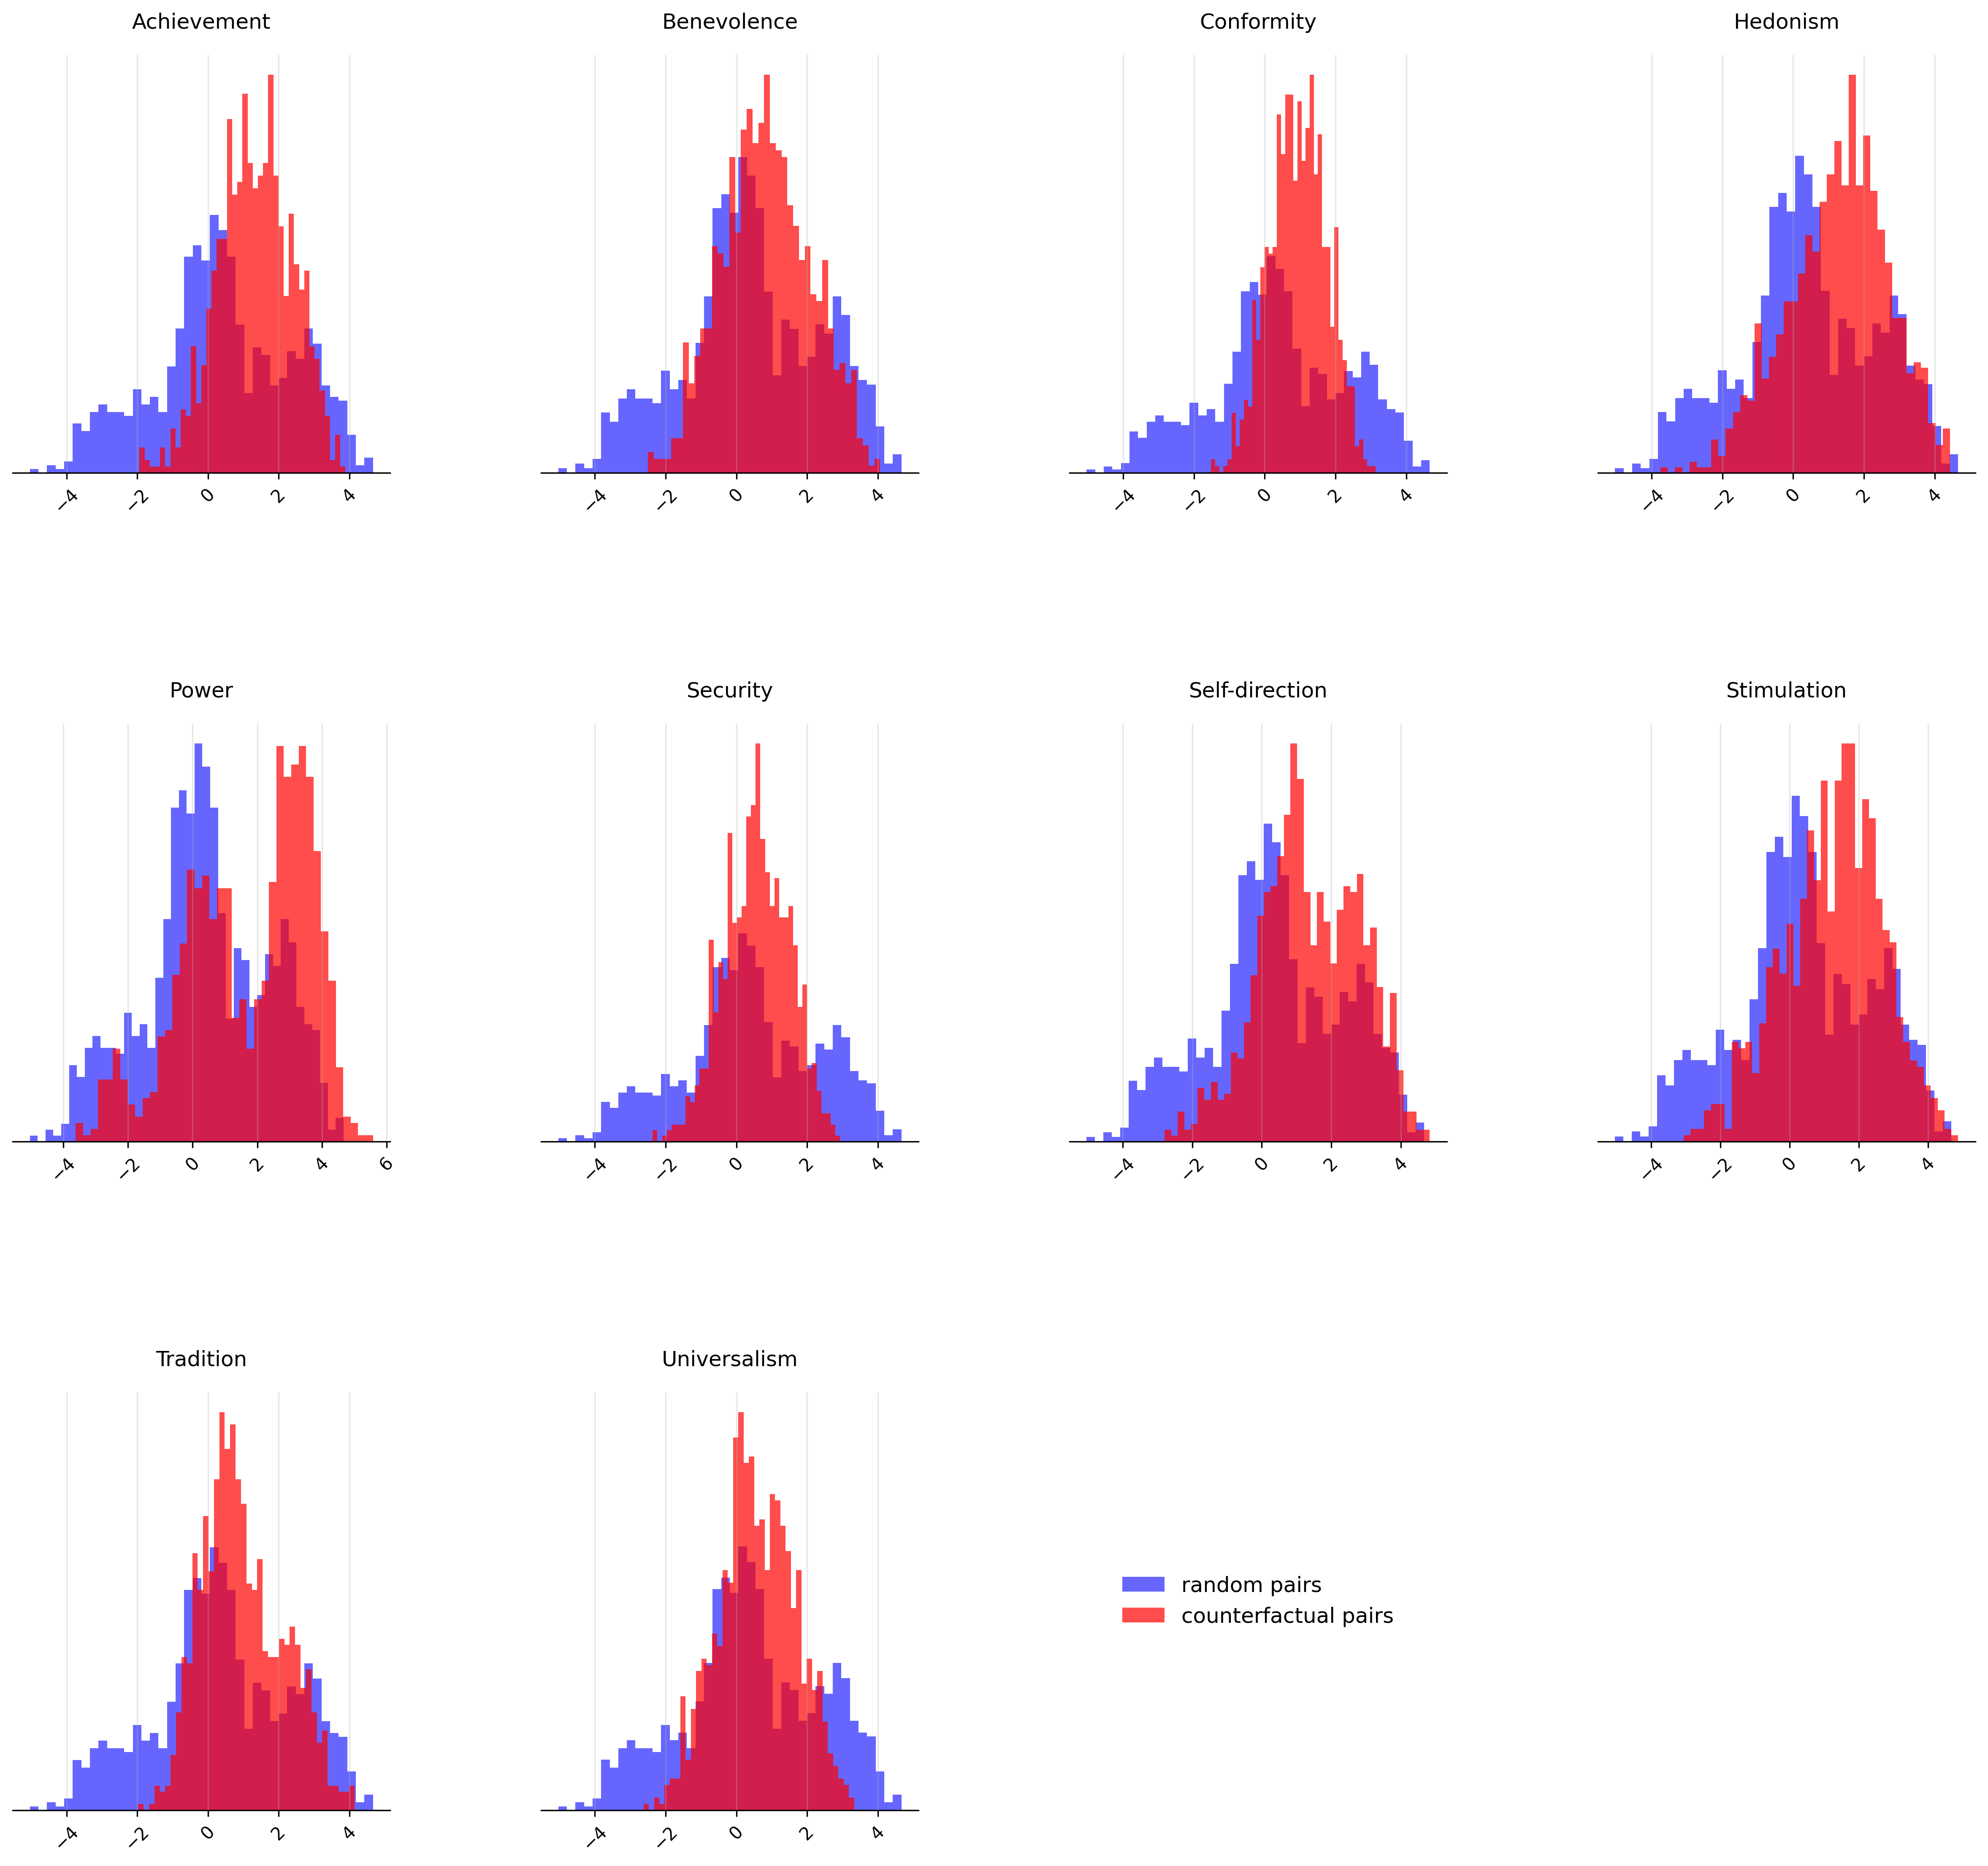 Achievement
Benevolence
Conformity
Hedonism
−4 −2 0 2 4
−4 −2 0 2 4
−4 −2 0 2 4
−4 −2 0 2 4
Power
Security
Self-direction
Stimulation
−4 −2 0 2 4 6
−4 −2 0 2 4
−4 −2 0 2 4
−4 −2 0 2 4
Tradition
Universalism
random pairs
counterfactual pairs
−4 −2 0 2 4
−4 −2 0 2 4